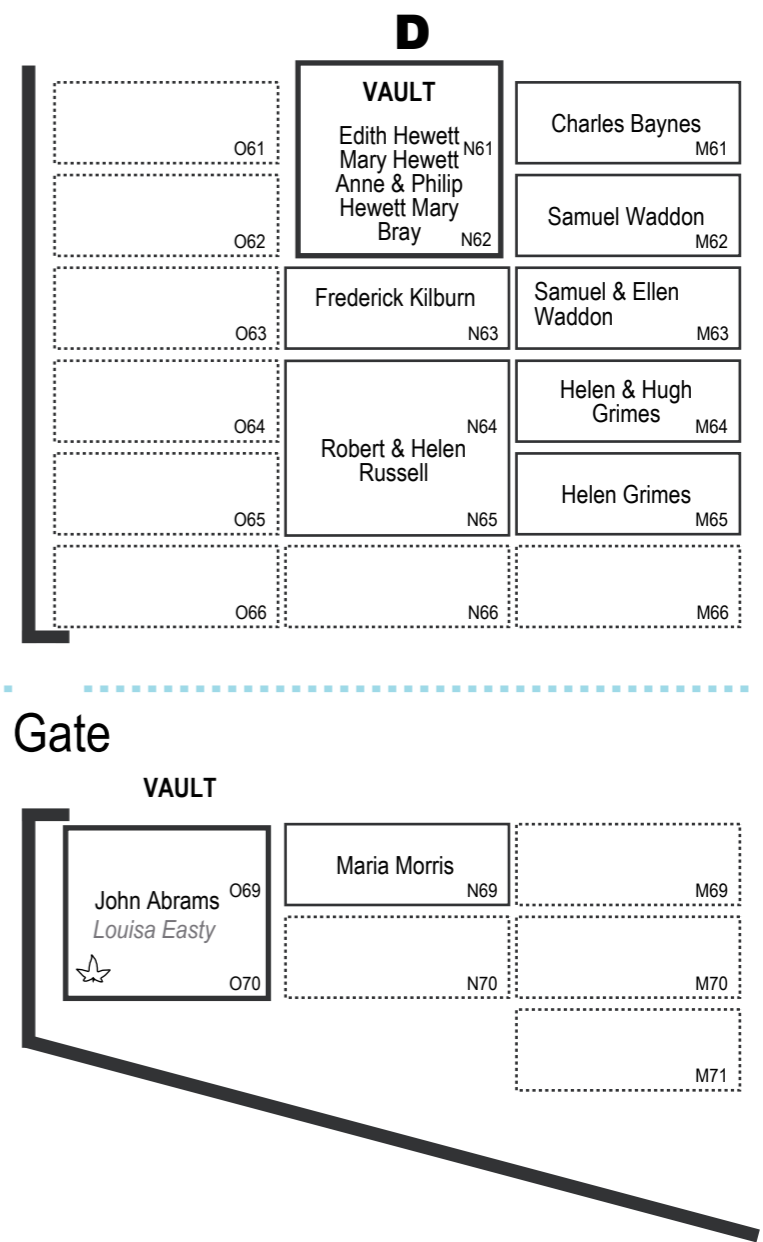 D
VAULT
Edith Hewett
Mary Hewett
Anne & Philip
Hewett Mary
Bray
N61
N62
O61
Charles Baynes
M61
O62
Samuel Waddon
M62
O63
Frederick Kilburn
N63
Samuel & Ellen
Waddon
M63
O64
N64
Robert & Helen
Russell
N65
Helen & Hugh
Grimes
M64
O65
Helen Grimes
M65
O66
N66
M66
Gate
VAULT
John Abrams
Louisa Easty
O69
O70
Maria Morris
N69
M69
N70
M70
M71